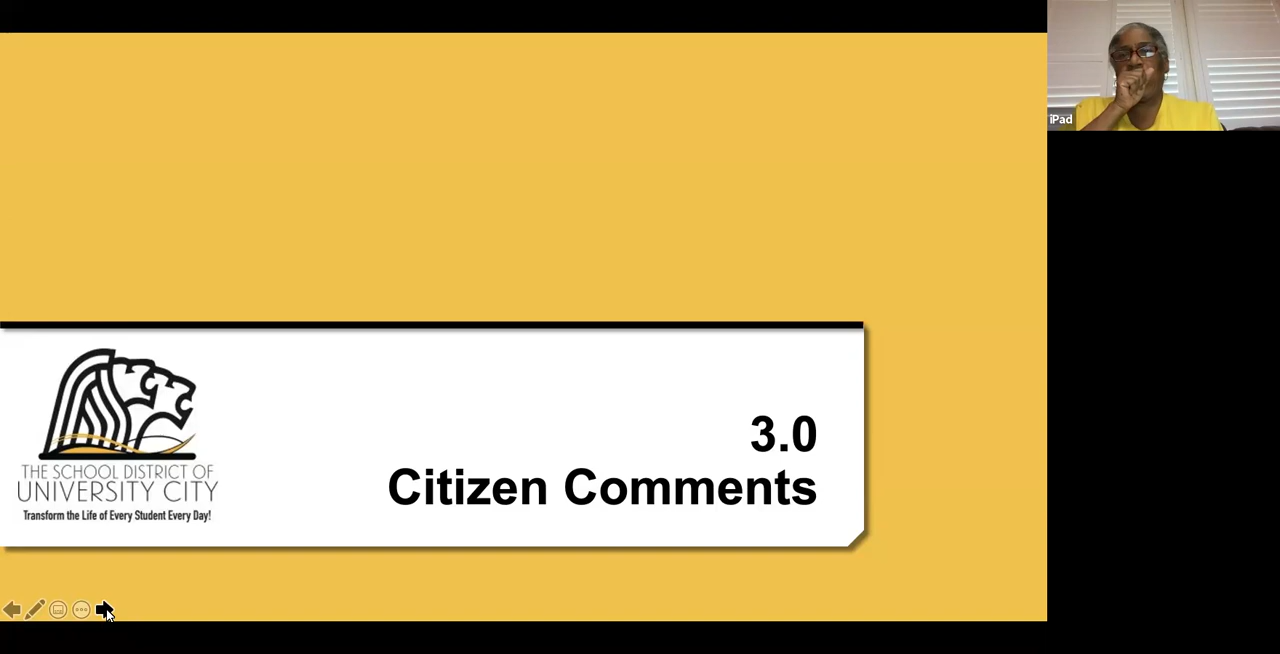 iPad
3.0
Citizen Comments
THE SCHOOL DISTRICT OF
UNIVERSITY CITY
Transform the Life of Every Student Every Day!